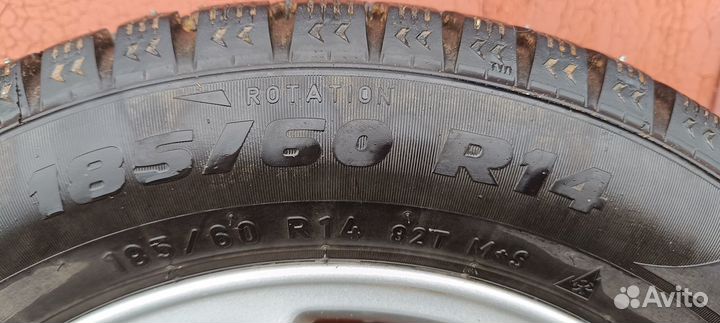 ROTATION
185/60 R14
185/60 R14 82T M+S
Avito